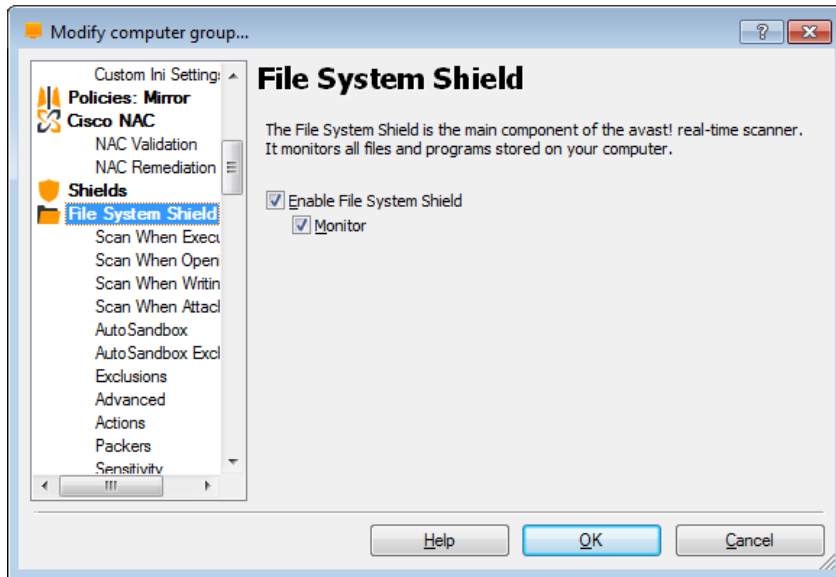 Modify computer group...
Custom Ini Settings
Policies: Mirror
Cisco NAC
NAC Validation
NAC Remediation
Shields
File System Shield
Scan When Execu
Scan When Open
Scan When Writin
Scan When Attach
AutoSandbox
AutoSandbox Excl
Exclusions
Advanced
Actions
Packers
Sensitivity
File System Shield
The File System Shield is the main component of the avast! real-time scanner.
It monitors all files and programs stored on your computer.
Enable File System Shield
Monitor
Help
OK
Cancel